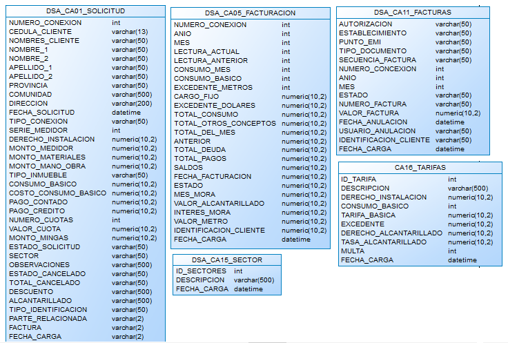 DSA_CA01_SOLICITUD
NUMERO_CONEXION int
CEDULA_CLIENTE varchar(13)
NOMBRES_CLIENTE varchar(50)
NOMBRE_1 varchar(50)
NOMBRE_2 varchar(50)
APELLIDO_1 varchar(50)
APELLIDO_2 varchar(50)
PROVINCIA varchar(50)
COMUNIDAD varchar(500)
DIRECCION varchar(200)
FECHA_SOLICITUD datetime
TIPO_CONEXION varchar(50)
SERIE_MEDIDOR int
DERECHO_INSTALACION numeric(10,2)
MONTO_MEDIDOR numeric(10,2)
MONTO_MATERIALES numeric(10,2)
MONTO_MANO_OBRA numeric(10,2)
TIPO_INMUEBLE varchar(50)
CONSUMO_BASICO numeric(10,2)
COSTO_CONSUMO_BASICO numeric(10,2)
PAGO_CONTADO numeric(10,2)
PAGO_CREDITO numeric(10,2)
NUMERO_CUOTAS int
VALOR_CUOTA numeric(10,2)
MONTO_MINGAS numeric(10,2)
ESTADO_SOLICITUD varchar(50)
SECTOR varchar(50)
OBSERVACIONES varchar(500)
ESTADO_CANCELADO varchar(50)
TOTAL_CANCELADO varchar(50)
DESCUENTO varchar(500)
ALCANTARILLADO varchar(500)
TIPO_IDENTIFICACION varchar(50)
PARTE_RELACIONADA varchar(2)
FACTURA varchar(2)
FECHA_CARGA varchar(2)
DSA_CA05_FACTURACION
NUMERO_CONEXION int
ANIO int
MES int
LECTURA_ACTUAL int
LECTURA_ANTERIOR int
CONSUMO_MES int
CONSUMO_BASICO int
EXCEDENTE_METROS int
CARGO_FIJO numeric(10,2)
EXCEDENTE_DOLARES numeric(10,2)
TOTAL_CONSUMO numeric(10,2)
TOTAL_OTROS_CONCEPTOS numeric(10,2)
TOTAL_DEL_MES numeric(10,2)
ANTERIOR numeric(10,2)
TOTAL_DEUDA numeric(10,2)
TOTAL_PAGOS numeric(10,2)
SALDOS numeric(10,2)
FECHA_FACTURACION numeric(10,2)
ESTADO numeric(10,2)
MES_MORA numeric(10,2)
VALOR_ALCANTARILLADO numeric(10,2)
INTERES_MORA numeric(10,2)
VALOR_METRO numeric(10,2)
IDENTIFICACION_CLIENTE numeric(10,2)
FECHA_CARGA datetime
DSA_CA15_SECTOR
ID_SECTORES int
DESCRIPCION varchar(500)
FECHA_CARGA datetime
DSA_CA11_FACTURAS
AUTORIZACION varchar(50)
ESTABLECIMIENTO varchar(50)
PUNTO_EMI varchar(50)
TIPO_DOCUMENTO varchar(50)
SECUENCIA_FACTURA varchar(50)
NUMERO_CONCEXION int
ANIO int
MES int
ESTADO varchar(50)
NUMERO_FACTURA varchar(50)
VALOR_FACTURA numeric(10,2)
FECHA_ANULACION datetime
USUARIO_ANULACION varchar(50)
IDENTIFICACION_CLIENTE varchar(50)
FECHA_CARGA datetime
CA16_TARIFAS
ID_TARIFA int
DESCRIPCION varchar(500)
DERECHO_INSTALACION numeric(10,2)
CONSUMO_BASICO int
TARIFA_BASICA numeric(10,2)
EXCEDENTE numeric(10,2)
DERECHO_ALCANTARILLADO numeric(10,2)
TASA_ALCANTARILLADO numeric(10,2)
MULTA int
FECHA_CARGA numeric(10,2)